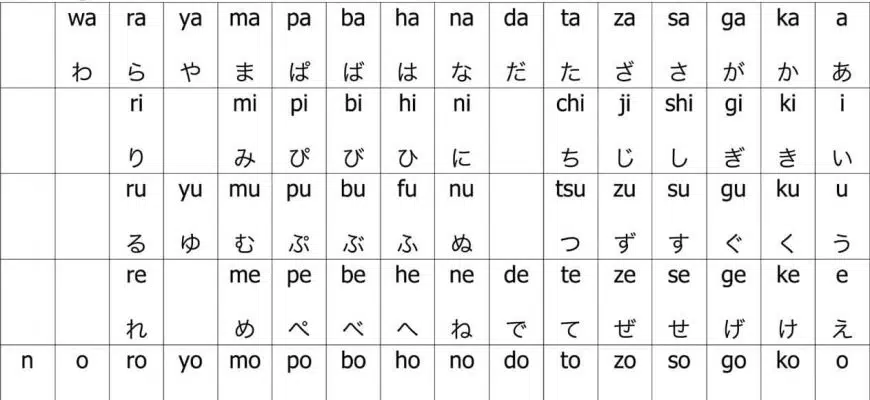 wa ra ya ma pa ba ha na da ta za sa ga ka a
わ ら や ま ぱ ば は な だ た ざ さ が か あ
ri mi pi bi hi ni chi ji shi gi ki i
り み ぴ び ひ に ち じ し ぎ き い
ru yu mu pu bu fu nu tsu zu su gu ku u
る ゆ む ぷ ぶ ふ ぬ つ ず す ぐ く う
re me pe be he ne de te ze se ge ke e
れ め ぺ べ へ ね で て ぜ せ げ け え
n o ro yo mo po bo ho no do to zo so go ko o